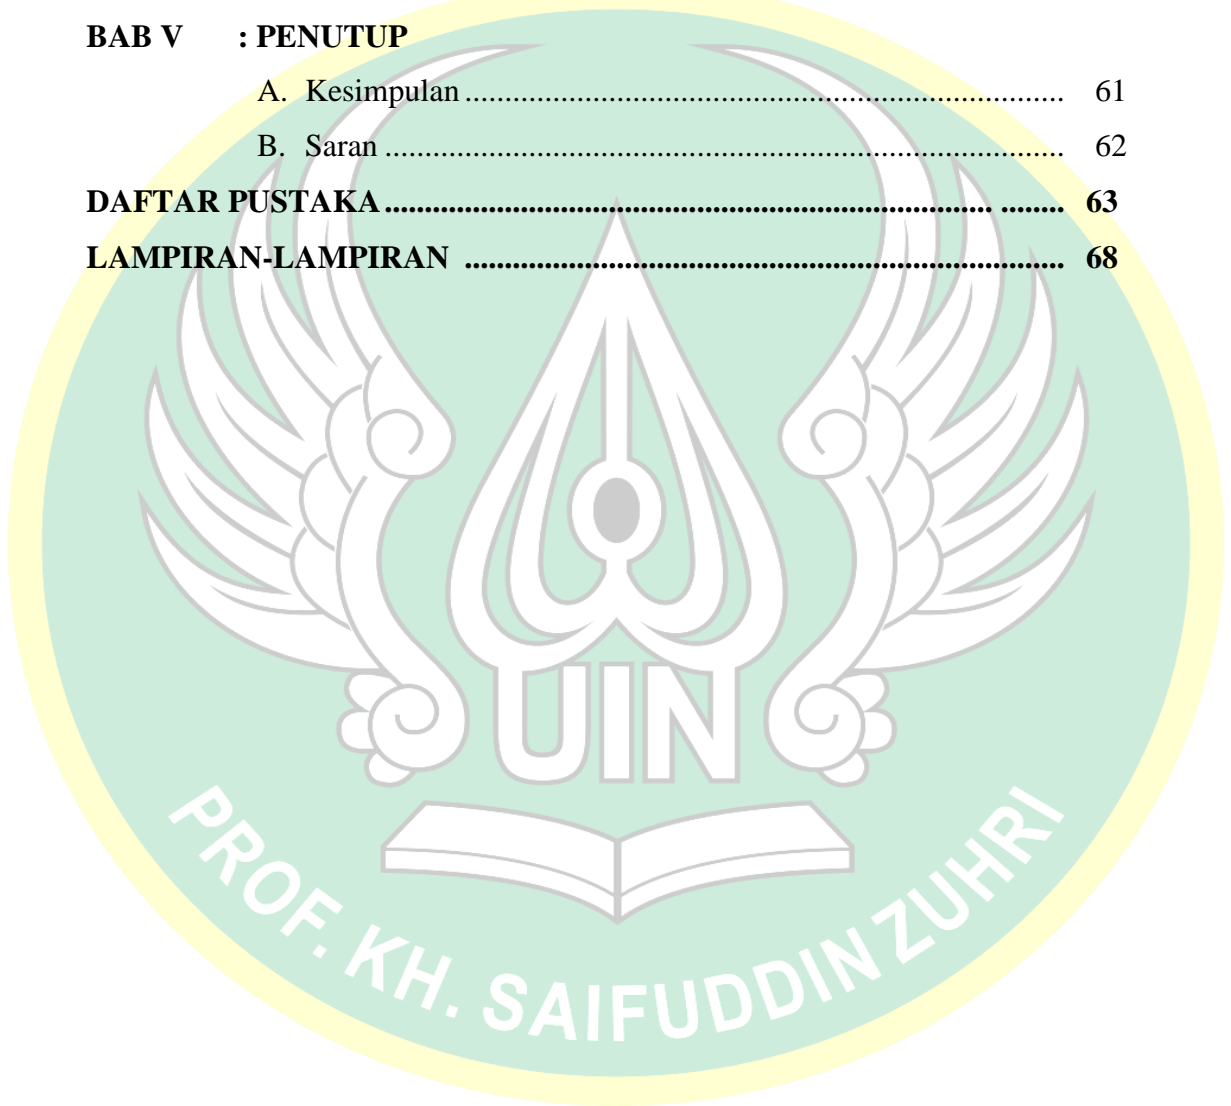 BAB V : PENUTUP
A. Kesimpulan ........................................................................... 61
B. Saran ..................................................................................... 62
DAFTAR PUSTAKA ............................................................................ ........ 63
LAMPIRAN-LAMPIRAN ........................................................................... 68
UIN
PROF. KH. SAIFUDDIN ZUHRI